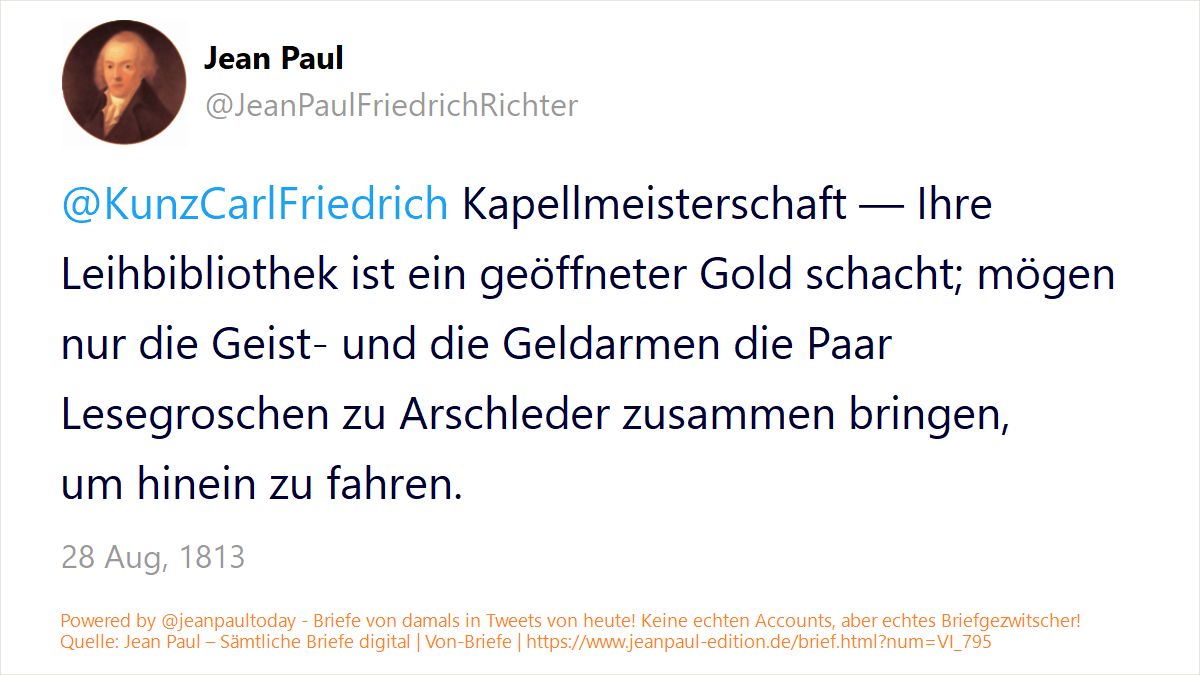 Jean Paul
@JeanPaulFriedrichRichter
@KunzCarlFriedrich Kapellmeisterschaft — Ihre
Leihbibliothek ist ein geöffneter Gold schacht; mögen
nur die Geist- und die Geldarmen die Paar
Lesegroschen zu Arschleder zusammen bringen,
um hinein zu fahren.
28 Aug, 1813
Powered by @jeanpaultoday - Briefe von damals in Tweets von heute! Keine echten Accounts, aber echtes Briefgezwitscher!
Quelle: Jean Paul – Sämtliche Briefe digital | Von-Briefe | https://www.jeanpaul-edition.de/brief.html?num=VI_795